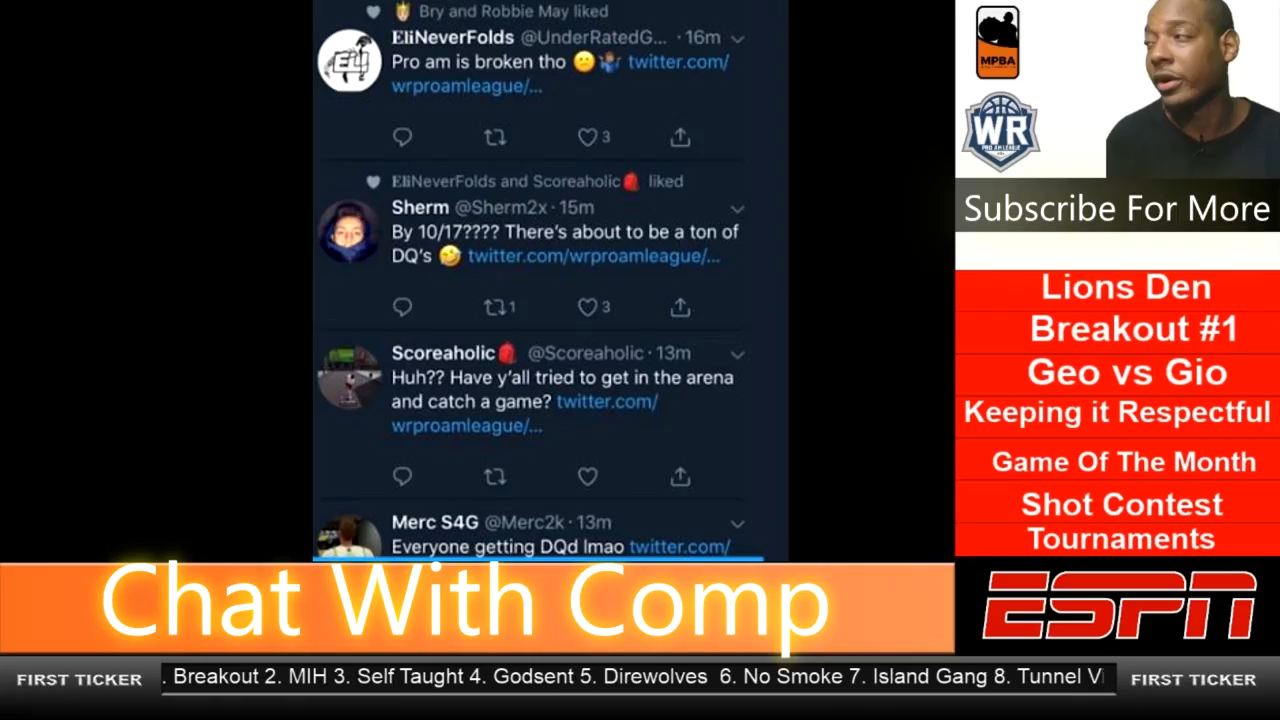 Bry and Robbie May liked
EliNeverFolds @UnderRatedG... · 16m
Pro am is broken tho 😕🤷🏽‍♂️ twitter.com/
wrproamleague/...
3
EliNeverFolds and Scoreaholic🎒 liked
Sherm @Sherm2x · 15m
By 10/17???? There's about to be a ton of
DQ's 🤣 twitter.com/wrproamleague/...
1 3
Scoreaholic🎒 @Scoreaholic · 13m
Huh?? Have y'all tried to get in the arena
and catch a game? twitter.com/
wrproamleague/...
Merc S4G @Merc2k · 13m
Everyone getting DQd lmao twitter.com/
MPBA
WR
PRO AM LEAGUE
Subscribe For More
Lions Den
Breakout #1
Geo vs Gio
Keeping it Respectful
Game Of The Month
Shot Contest
Tournaments
Chat With Comp
ESPN
FIRST TICKER
. Breakout 2. MIH 3. Self Taught 4. Godsent 5. Direwolves 6. No Smoke 7. Island Gang 8. Tunnel Vi
FIRST TICKER